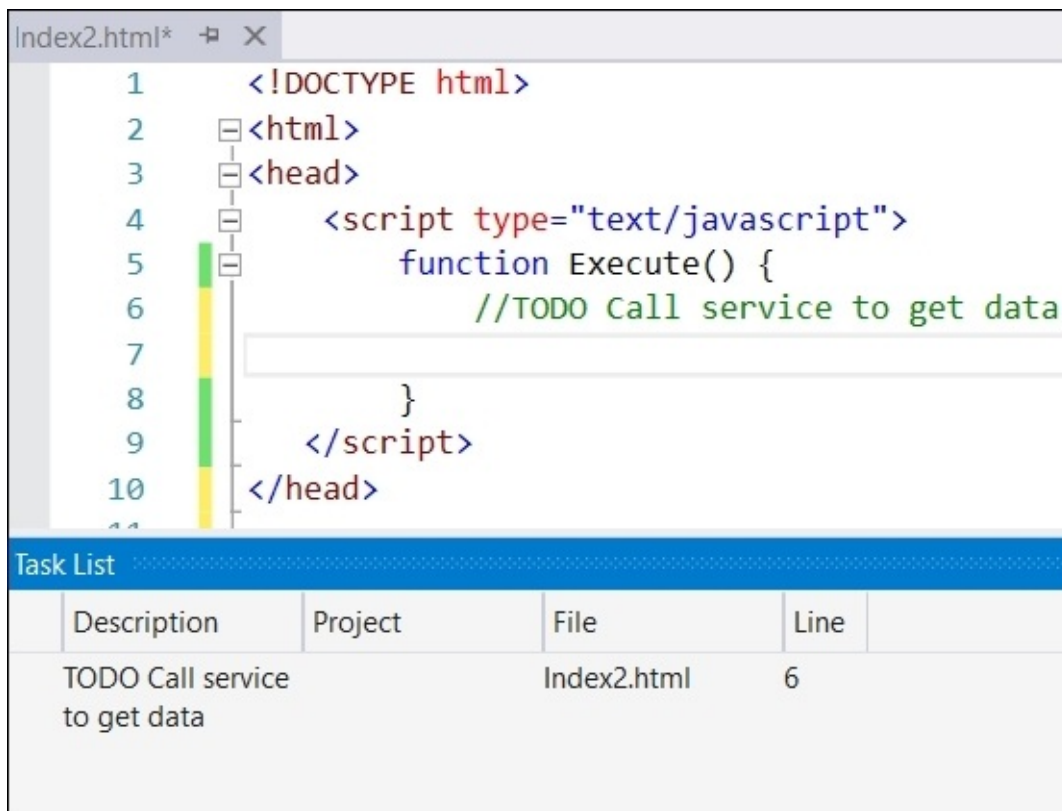 Index2.html*
1 <!DOCTYPE html>
2 <html>
3 <head>
4 <script type="text/javascript">
5 function Execute() {
6 //TODO Call service to get data
7
8 }
9 </script>
10 </head>
11
Task List
Description Project File Line
TODO Call service Index2.html 6
to get data